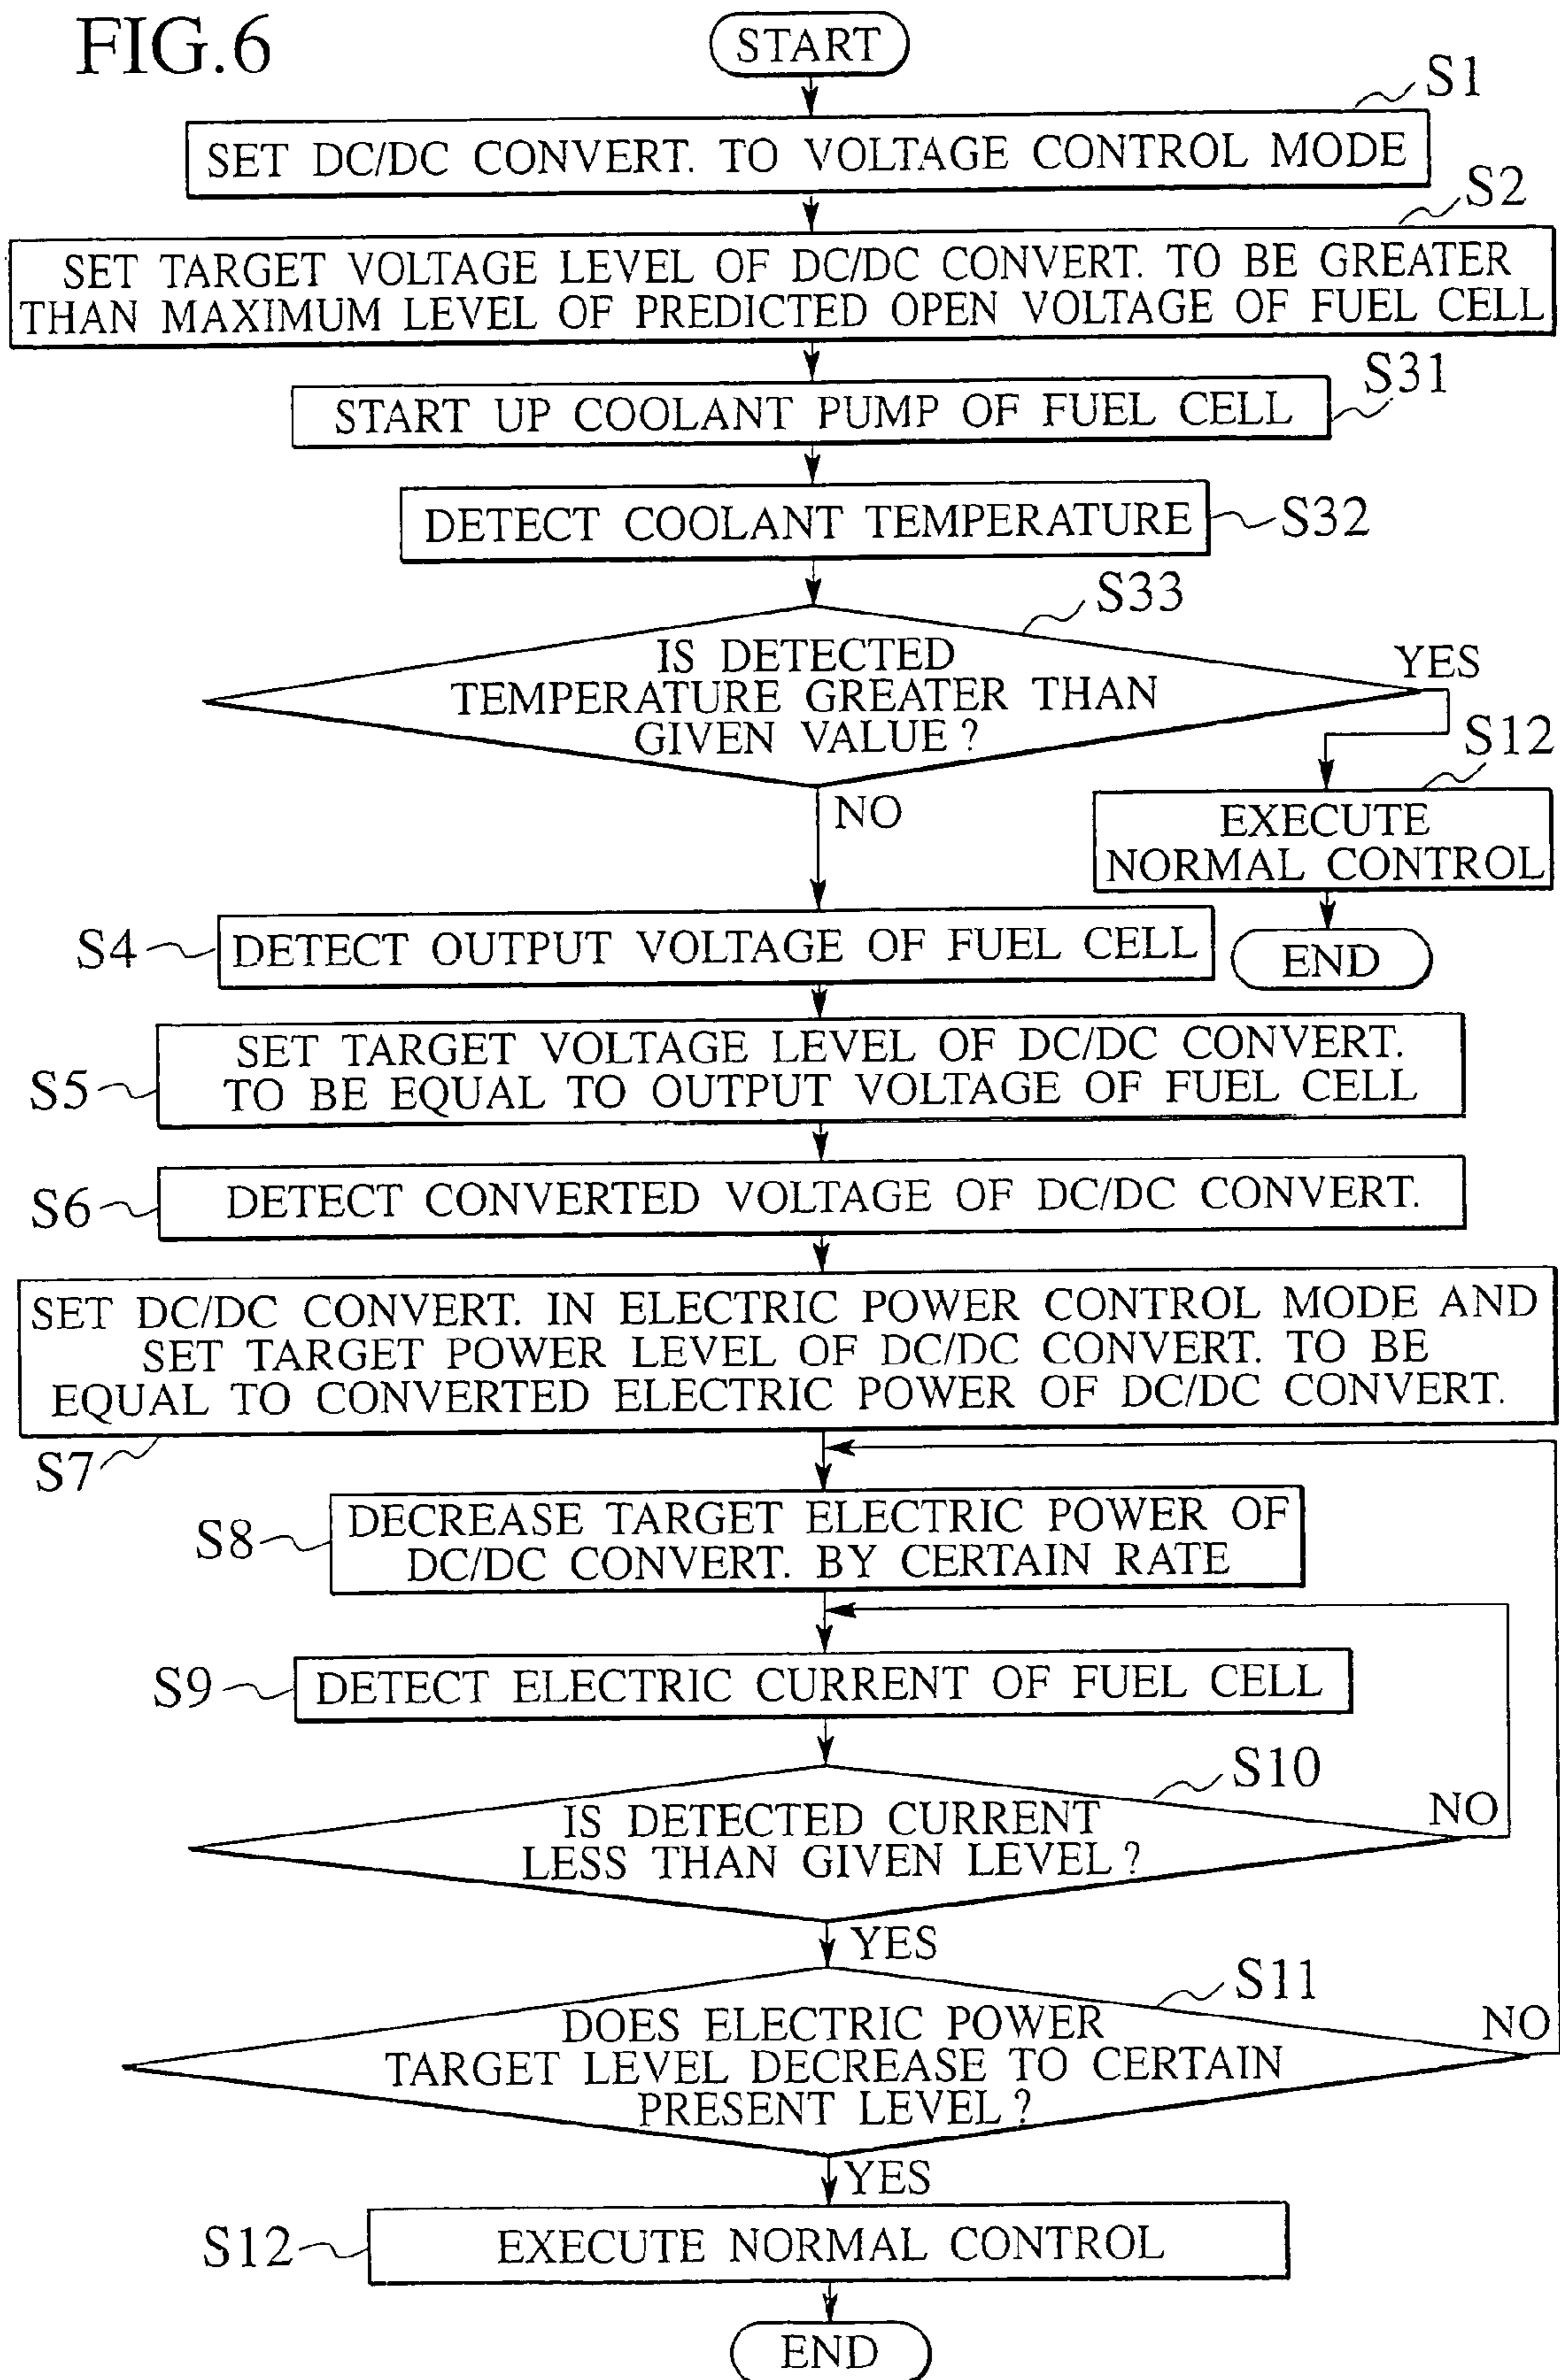 FIG.6
START
S1
SET DC/DC CONVERT. TO VOLTAGE CONTROL MODE
S2
SET TARGET VOLTAGE LEVEL OF DC/DC CONVERT. TO BE GREATER
THAN MAXIMUM LEVEL OF PREDICTED OPEN VOLTAGE OF FUEL CELL
S31
START UP COOLANT PUMP OF FUEL CELL
DETECT COOLANT TEMPERATURE
S32
S33
IS DETECTED
TEMPERATURE GREATER THAN
GIVEN VALUE?
YES
S12
NO
EXECUTE
NORMAL CONTROL
END
S4
DETECT OUTPUT VOLTAGE OF FUEL CELL
S5
SET TARGET VOLTAGE LEVEL OF DC/DC CONVERT.
TO BE EQUAL TO OUTPUT VOLTAGE OF FUEL CELL
S6
DETECT CONVERTED VOLTAGE OF DC/DC CONVERT.
SET DC/DC CONVERT. IN ELECTRIC POWER CONTROL MODE AND
SET TARGET POWER LEVEL OF DC/DC CONVERT. TO BE
EQUAL TO CONVERTED ELECTRIC POWER OF DC/DC CONVERT.
S7
S8
DECREASE TARGET ELECTRIC POWER OF
DC/DC CONVERT. BY CERTAIN RATE
S9
DETECT ELECTRIC CURRENT OF FUEL CELL
S10
IS DETECTED CURRENT
LESS THAN GIVEN LEVEL?
NO
YES
S11
DOES ELECTRIC POWER
TARGET LEVEL DECREASE TO CERTAIN
PRESENT LEVEL?
NO
YES
S12
EXECUTE NORMAL CONTROL
END